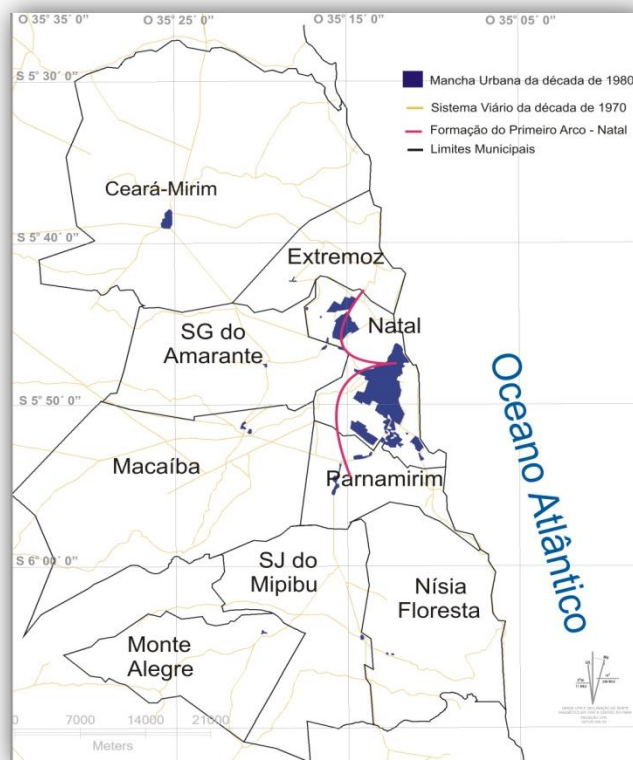 O 35° 35´ 0”
O 35° 25´ 0”
O 35° 15´ 0”
O 35° 05´ 0”
S 5° 30´ 0”
Mancha Urbana da década de 1980
Sistema Viário da década de 1970
Formação do Primeiro Arco - Natal
Limites Municipais
Ceará-Mirim
S 5° 40´ 0”
Extremoz
Natal
SG do
Amarante
Oceano Atlântico
S 5° 50´ 0”
Macaíba
Parnamirim
S 6° 00´ 0”
SJ do
Mipibu
Nísia
Floresta
Monte
Alegre
0 7000 14000 21000
Meters